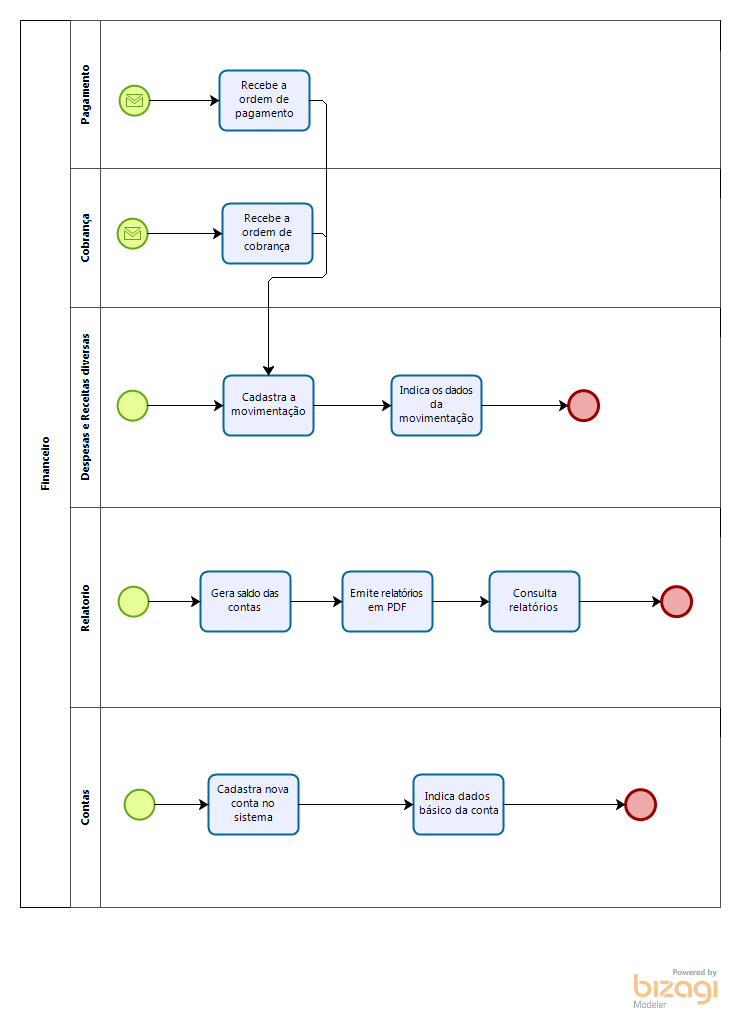 Financeiro
Pagamento
Recebe a
ordem de
pagamento
Cobrança
Recebe a
ordem de
cobrança
Despesas e Receitas diversas
Cadastra a
movimentação
Indica os dados
da
movimentação
Relatorio
Gera saldo das
contas
Emite relatórios
em PDF
Consulta
relatórios
Contas
Cadastra nova
conta no
sistema
Indica dados
básico da conta
Powered by
bizagi
Modeler